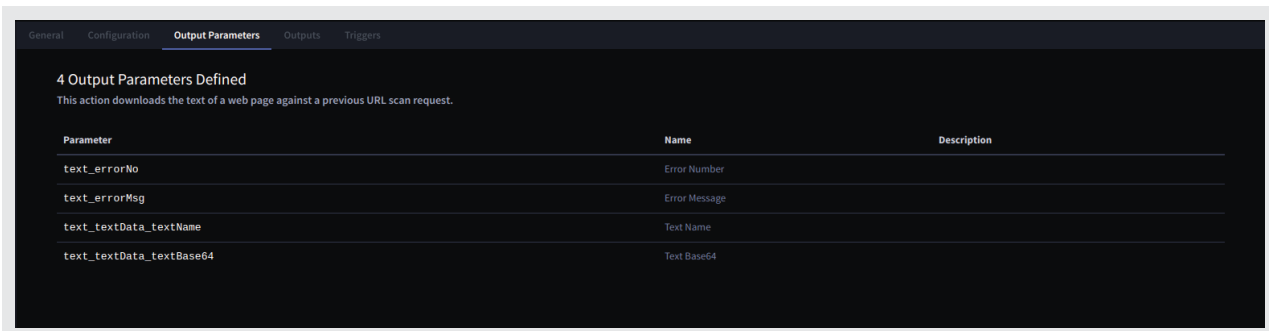 General Configuration Output Parameters Outputs Triggers
4 Output Parameters Defined
This action downloads the text of a web page against a previous URL scan request.
Parameter Name Description
text_errorNo Error Number
text_errorMsg Error Message
text_textData_textName Text Name
text_textData_textBase64 Text Base64